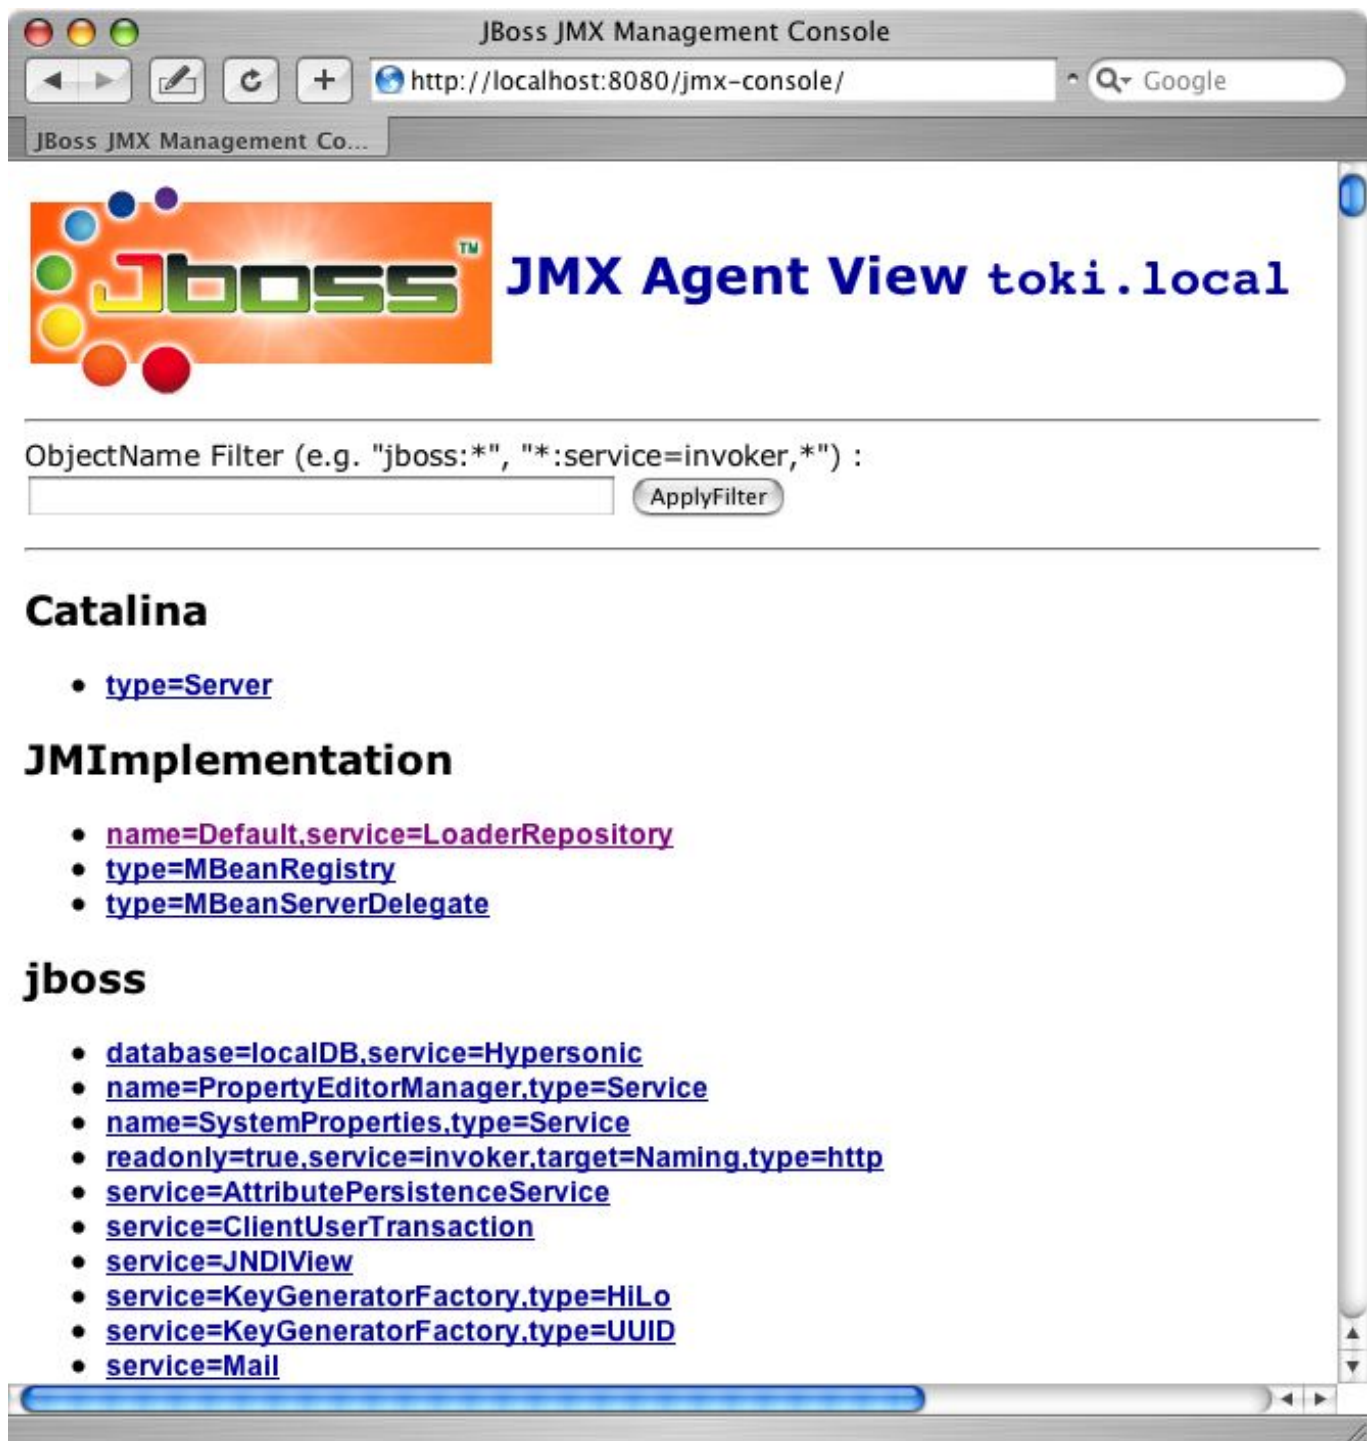 JBoss JMX Management Console
http://localhost:8080/jmx-console/
Google
JBoss JMX Management Co...
Jboss TM
JMX Agent View toki.local
ObjectName Filter (e.g. "jboss:*", "*:service=invoker,*") :
ApplyFilter
Catalina
type=Server
JMImplementation
name=Default,service=LoaderRepository
type=MBeanRegistry
type=MBeanServerDelegate
jboss
database=localDB,service=Hypersonic
name=PropertyEditorManager,type=Service
name=SystemProperties,type=Service
readonly=true,service=invoker,target=Naming,type=http
service=AttributePersistenceService
service=ClientUserTransaction
service=JNDIView
service=KeyGeneratorFactory,type=HiLo
service=KeyGeneratorFactory,type=UUID
service=Mail